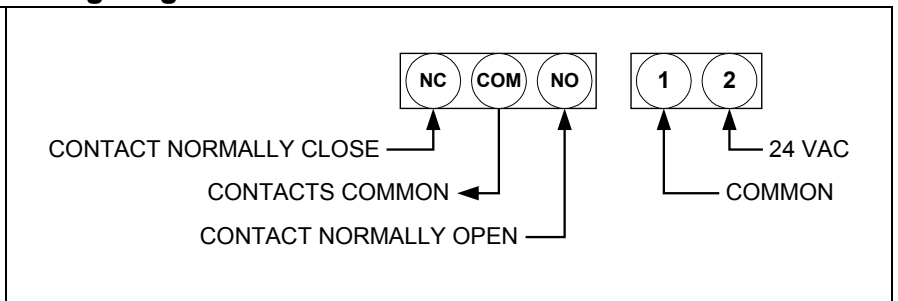 NC COM NO 1 2
CONTACT NORMALLY CLOSE 24 VAC
CONTACTS COMMON COMMON
CONTACT NORMALLY OPEN